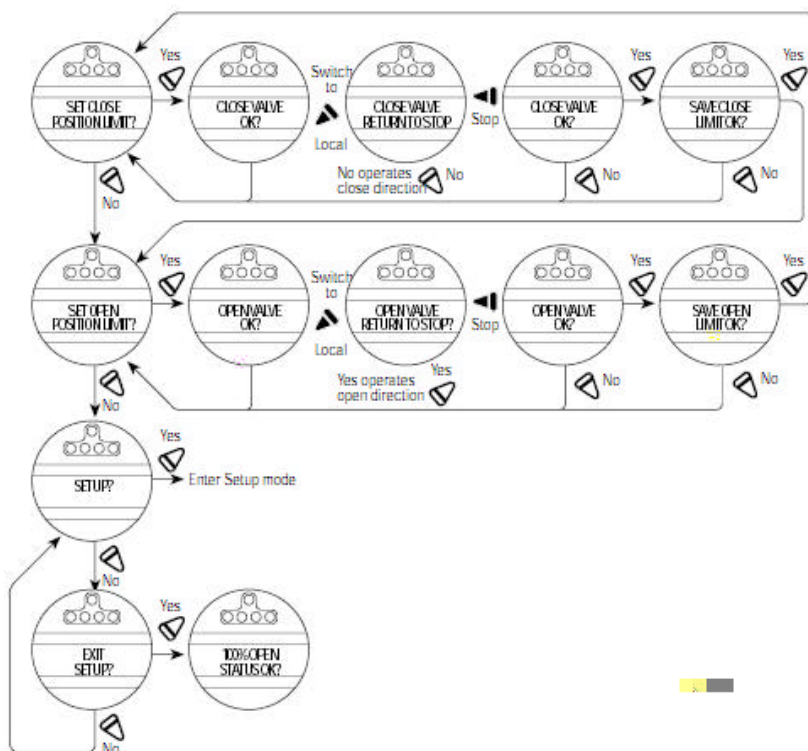 Yes
Yes
Yes
Yes
SET CLOSE
POSITION LIMIT?
CLOSE VALVE
OK?
Switch
to
Local
CLOSE VALVE
RETURN TO STOP
Stop
CLOSE VALVE
OK?
SAVE CLOSE
LIMIT OK?
No
No operates
close direction
No
No
No
Yes
Yes
Yes
SET OPEN
POSITION LIMIT?
OPEN VALVE
OK?
Switch
to
Local
OPEN VALVE
RETURN TO STOP?
Stop
OPEN VALVE
OK?
SAVE OPEN
LIMIT OK?
No
Yes operates
open direction
Yes
No
No
Yes
SETUP?
Enter Setup mode
No
Yes
EXIT
SETUP?
100% OPEN
STATUS OK?
No